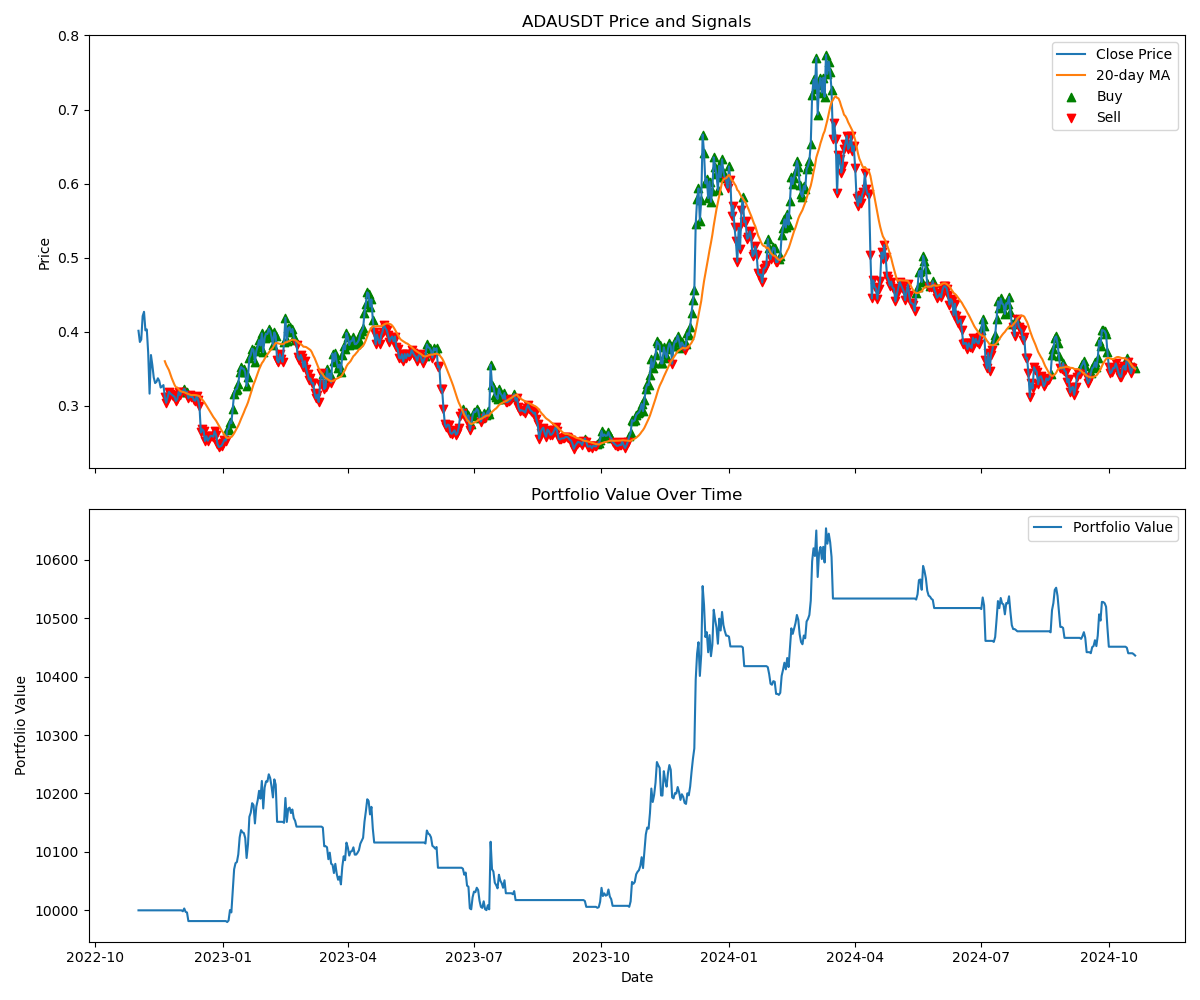 ADAUSDT Price and Signals
Price
0.8
0.7
0.6
0.5
0.4
0.3
Close Price
20-day MA
Buy
Sell
Portfolio Value Over Time
Portfolio Value
10600
10500
10400
10300
10200
10100
10000
Portfolio Value
2022-10
2023-01
2023-04
2023-07
2023-10
2024-01
2024-04
2024-07
2024-10
Date